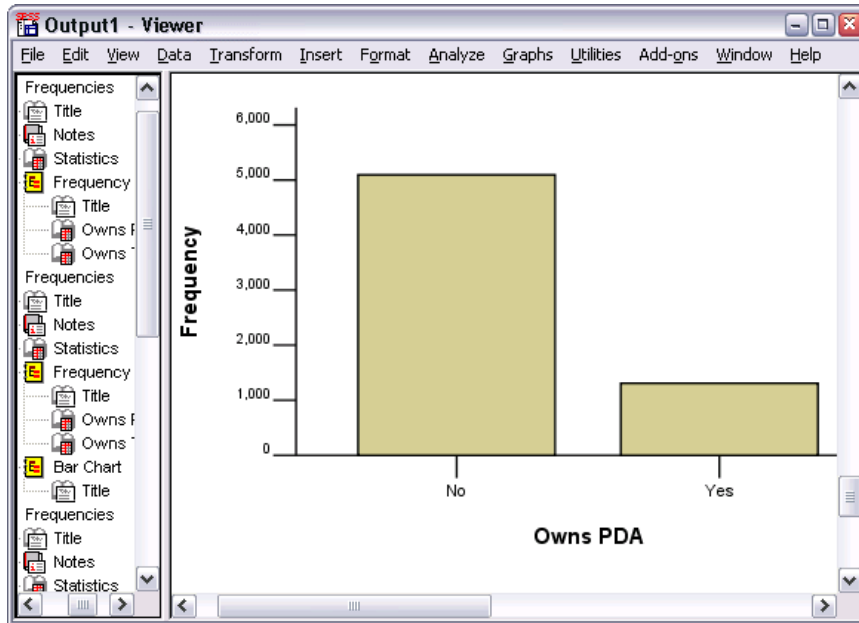 Output1 - Viewer
File Edit View Data Transform Insert Format Analyze Graphs Utilities Add-ons Window Help
Frequencies
Title
Notes
Statistics
Frequency
Title
Owns
Owns
Frequencies
Title
Notes
Statistics
Frequency
Title
Owns
Owns
Bar Chart
Title
Frequencies
Title
Notes
Statistics
Frequency
6,000
5,000
4,000
3,000
2,000
1,000
0
No
Yes
Owns PDA